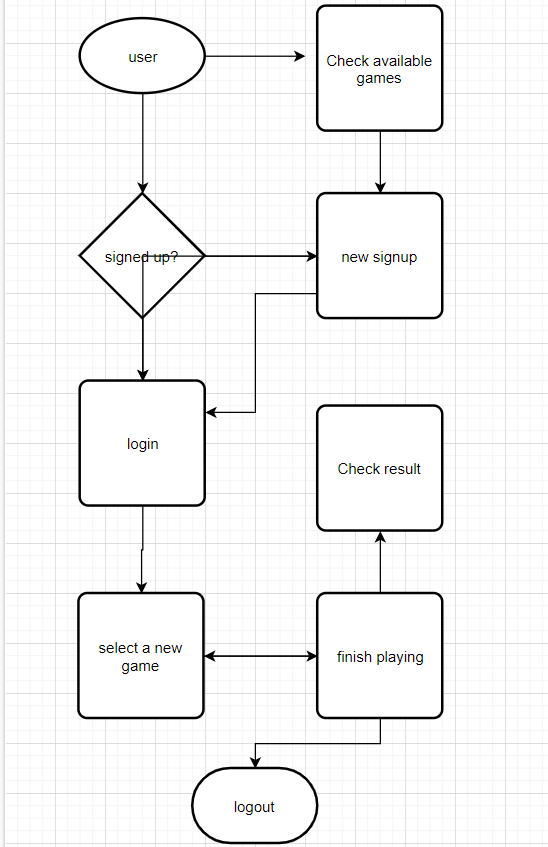 user
Check available
games
signed up?
new signup
login
Check result
select a new
game
finish playing
logout